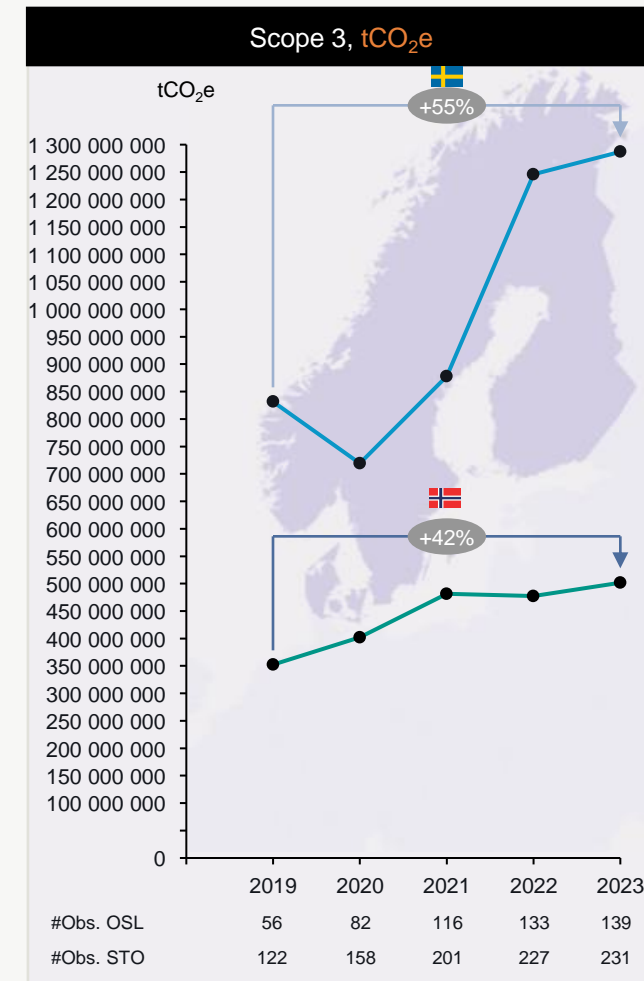 Scope 3, tCO₂e
tCO₂e
+55%
1 300 000 000
1 250 000 000
1 200 000 000
1 150 000 000
1 100 000 000
1 050 000 000
1 000 000 000
950 000 000
900 000 000
850 000 000
800 000 000
750 000 000
700 000 000
650 000 000
600 000 000
550 000 000
+42%
500 000 000
450 000 000
400 000 000
350 000 000
300 000 000
250 000 000
200 000 000
150 000 000
100 000 000
0
2019 2020 2021 2022 2023
#Obs. OSL 56 82 116 133 139
#Obs. STO 122 158 201 227 231